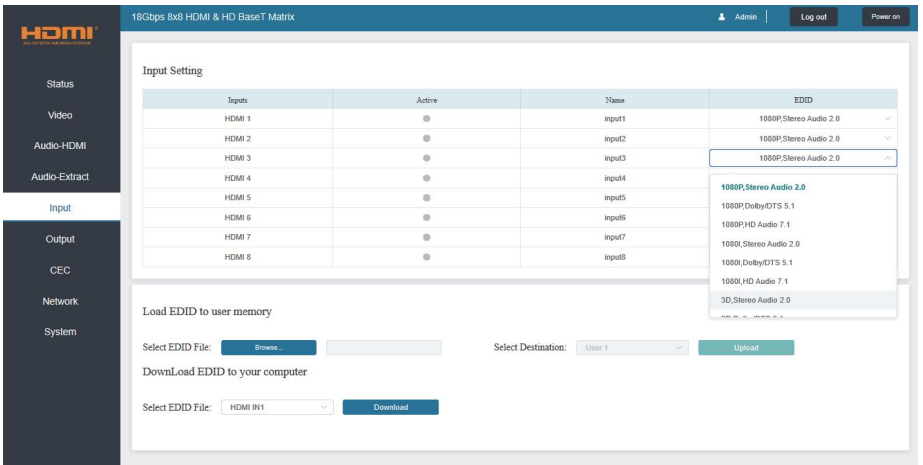 HDMI
18Gbps 8x8 HDMI & HD BaseT Matrix
Admin
Log out
Power on
Status
Video
Audio-HDMI
Audio-Extract
Input
Output
CEC
Network
System
Input Setting
Inputs Active Name EDID
HDMI 1 input1 1080P,Stereo Audio 2.0
HDMI 2 input2 1080P,Stereo Audio 2.0
HDMI 3 input3 1080P,Stereo Audio 2.0
HDMI 4 input4
HDMI 5 input5
HDMI 6 input6
HDMI 7 input7
HDMI 8 input8
1080P,Stereo Audio 2.0
1080P,Dolby/DTS 5.1
1080P,HD Audio 7.1
1080I,Stereo Audio 2.0
1080I,Dolby/DTS 5.1
1080I,HD Audio 7.1
3D,Stereo Audio 2.0
Load EDID to user memory
Select EDID File: Browse... Select Destination: User 1 Upload
DownLoad EDID to your computer
Select EDID File: HDMI IN1 Download